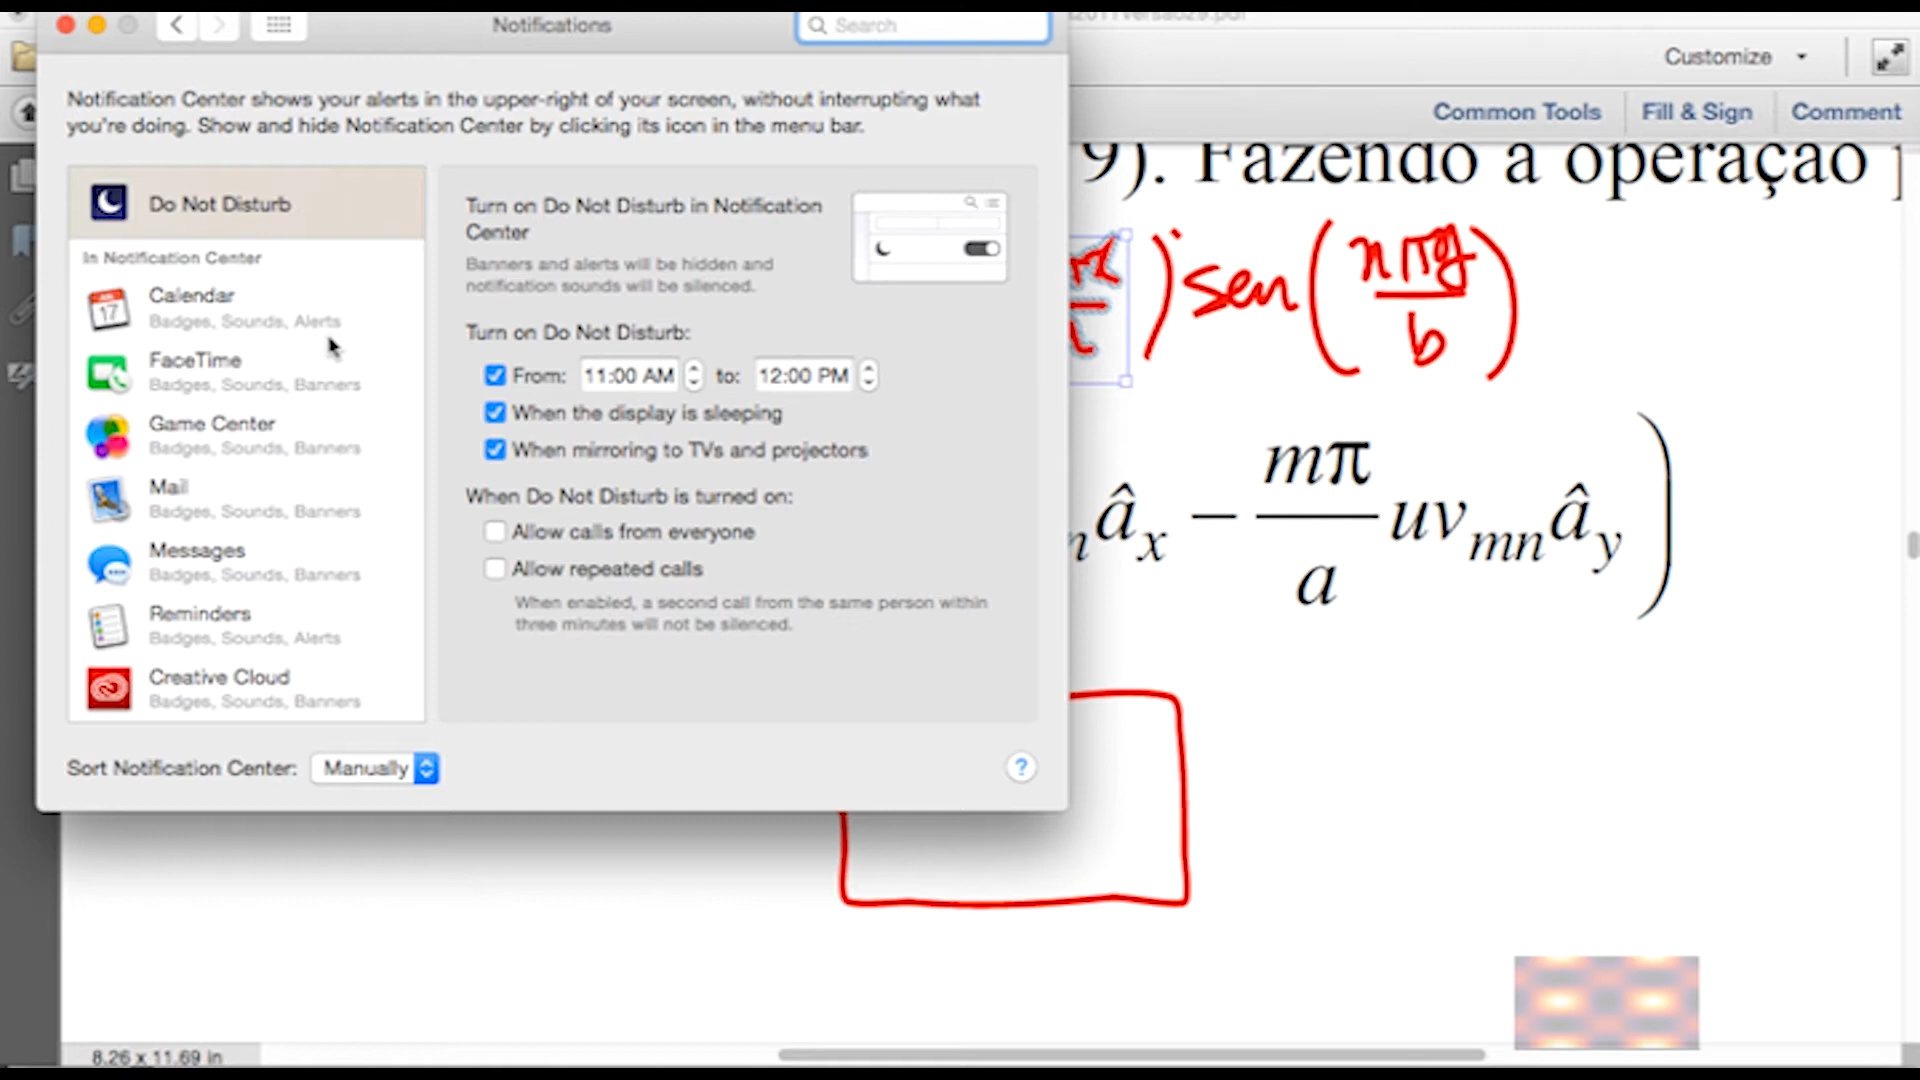 Notifications
Search
Notification Center shows your alerts in the upper-right of your screen, without interrupting what
you're doing. Show and hide Notification Center by clicking its icon in the menu bar.
Do Not Disturb
In Notification Center
Calendar
Badges, Sounds, Alerts
FaceTime
Badges, Sounds, Banners
Game Center
Badges, Sounds, Banners
Mail
Badges, Sounds, Banners
Messages
Badges, Sounds, Banners
Reminders
Badges, Sounds, Alerts
Creative Cloud
Badges, Sounds, Banners
Turn on Do Not Disturb in Notification
Center
Banners and alerts will be hidden and
notification sounds will be silenced.
Turn on Do Not Disturb:
From: 11:00 AM to: 12:00 PM
When the display is sleeping
When mirroring to TVs and projectors
When Do Not Disturb is turned on:
Allow calls from everyone
Allow repeated calls
When enabled, a second call from the same person within
three minutes will not be silenced.
Sort Notification Center: Manually
?
Customize
Common Tools Fill & Sign Comment
9). Fazendo a operação
) sen (nπy/b)
â_x − mπ/a uv_mn â_y )
8.26 x 11.69 in